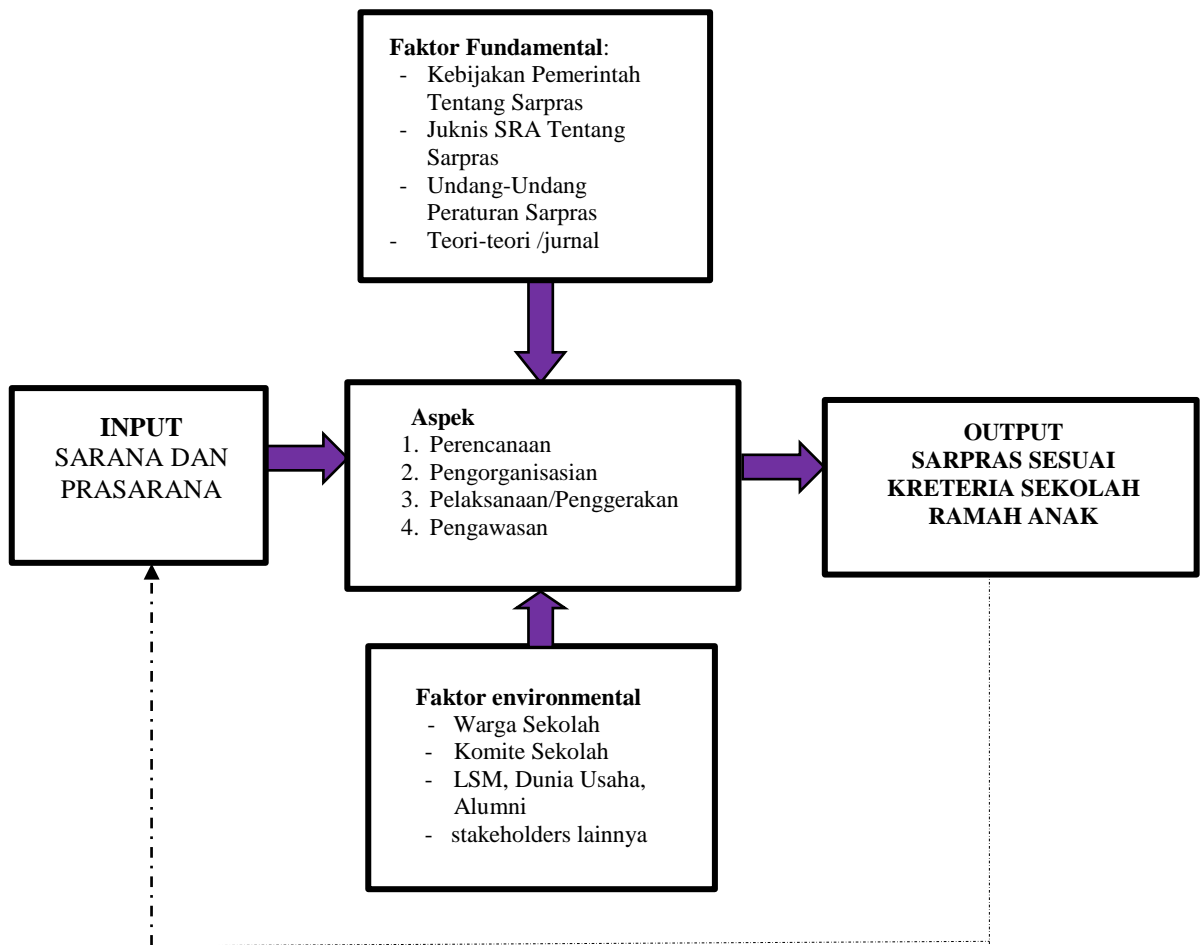 Faktor Fundamental:
- Kebijakan Pemerintah
Tentang Sarpras
- Juknis SRA Tentang
Sarpras
- Undang-Undang
Peraturan Sarpras
- Teori-teori /jurnal
INPUT
SARANA DAN
PRASARANA
Aspek
1. Perencanaan
2. Pengorganisasian
3. Pelaksanaan/Penggerakan
4. Pengawasan
OUTPUT
SARPRAS SESUAI
KRETERIA SEKOLAH
RAMAH ANAK
Faktor environmental
- Warga Sekolah
- Komite Sekolah
- LSM, Dunia Usaha,
Alumni
- stakeholders lainnya